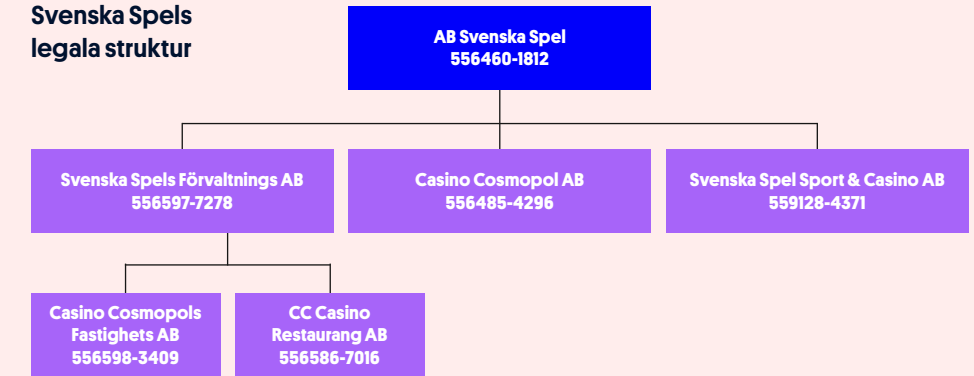 Svenska Spels
legala struktur
AB Svenska Spel
556460-1812
Svenska Spels Förvaltnings AB
556597-7278
Casino Cosmopol AB
556485-4296
Svenska Spel Sport & Casino AB
559128-4371
Casino Cosmopols
Fastighets AB
556598-3409
CC Casino
Restaurang AB
556586-7016